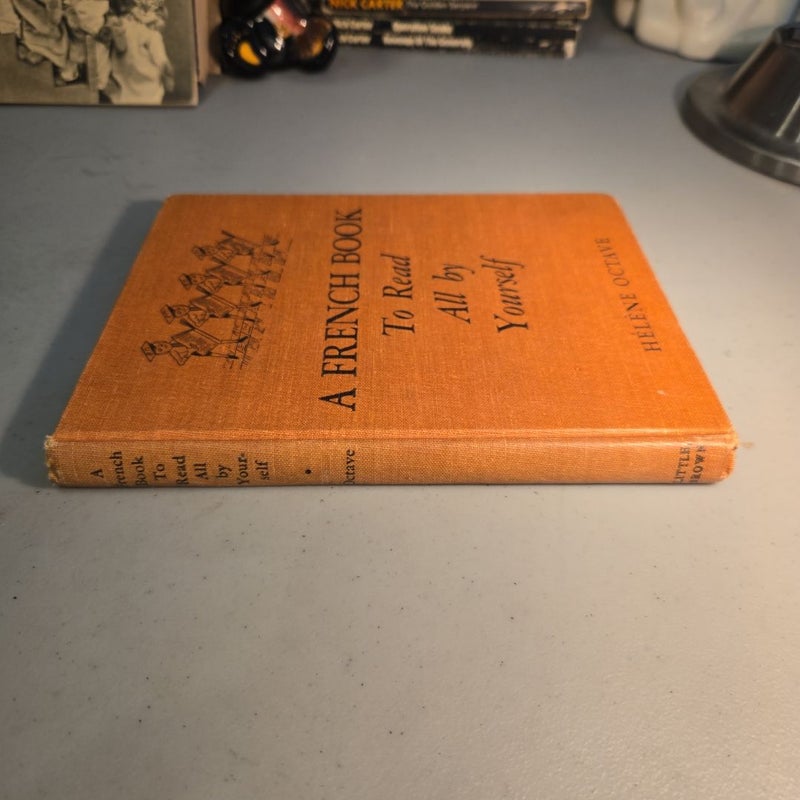 A FRENCH BOOK
To Read
All by
Yourself
HÉLÈNE OCTAVE
A
French
Book
To
Read
All
by
Your-
self
•
Octave
LITTLE
BROWN
NICK CARTER